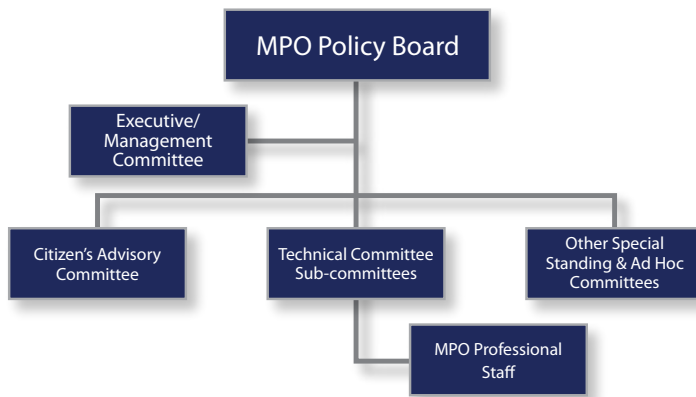 MPO Policy Board
Executive/
Management
Committee
Citizen’s Advisory
Committee
Technical Committee
Sub-committees
Other Special
Standing & Ad Hoc
Committees
MPO Professional
Staff